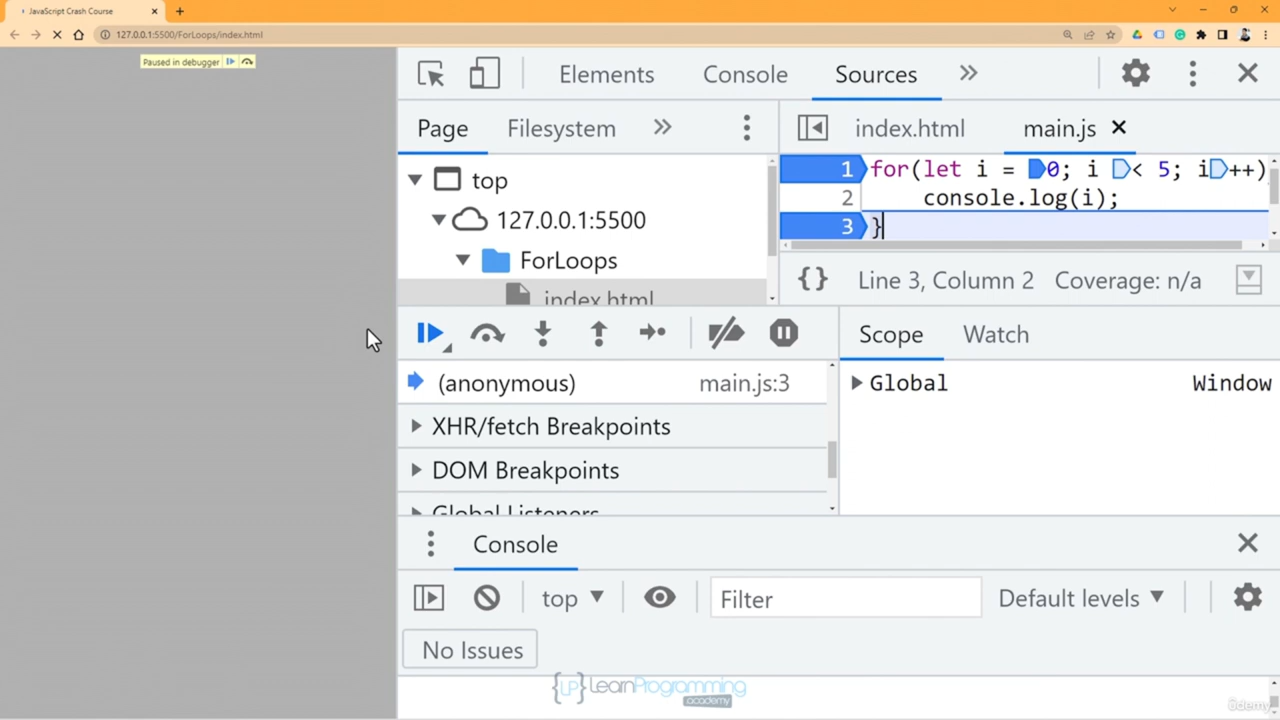 JavaScript Crash Course
127.0.0.1:5500/ForLoops/index.html
Paused in debugger
Elements Console Sources
Page Filesystem
index.html main.js
top
127.0.0.1:5500
ForLoops
index.html
1 for(let i = 0; i < 5; i++)
2 console.log(i);
3 }
{} Line 3, Column 2 Coverage: n/a
Scope Watch
(anonymous) main.js:3
XHR/fetch Breakpoints
DOM Breakpoints
Global Listeners
Global Window
Console
top Filter Default levels
No Issues
{LP} LearnProgramming
academy
ûdemy